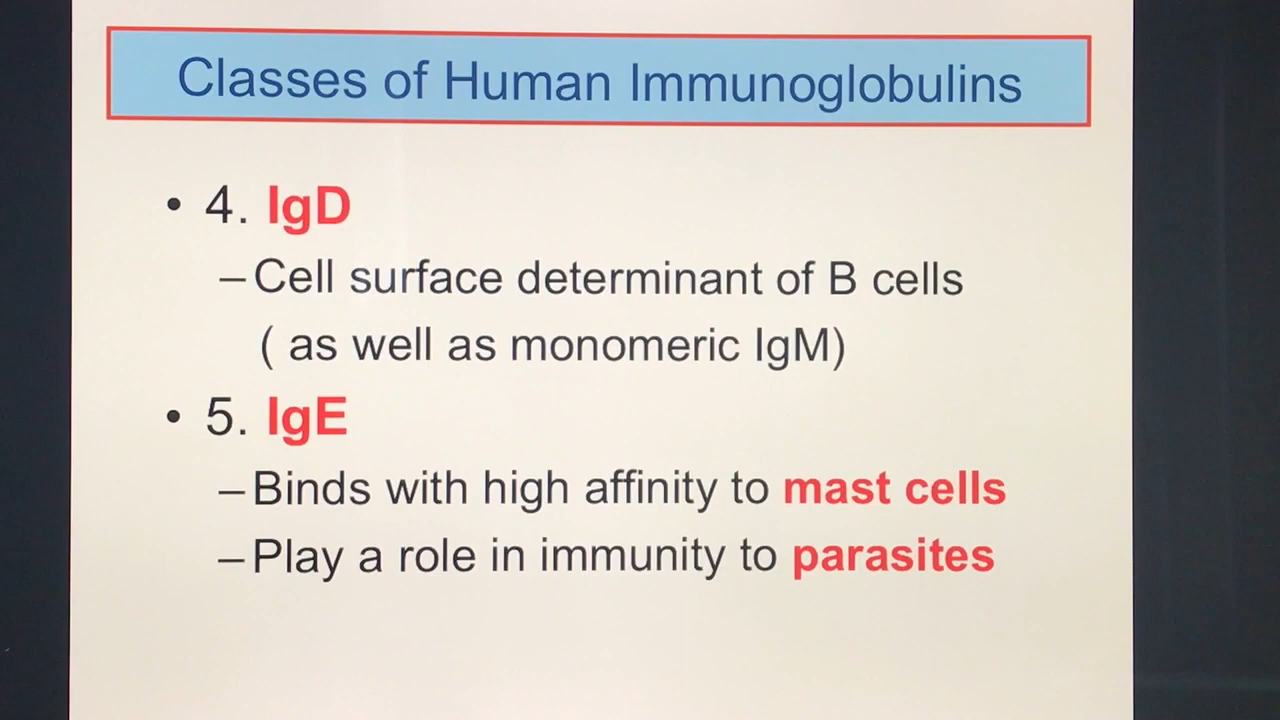 Classes of Human Immunoglobulins
• 4. IgD
–Cell surface determinant of B cells
( as well as monomeric IgM)
• 5. IgE
–Binds with high affinity to mast cells
–Play a role in immunity to parasites